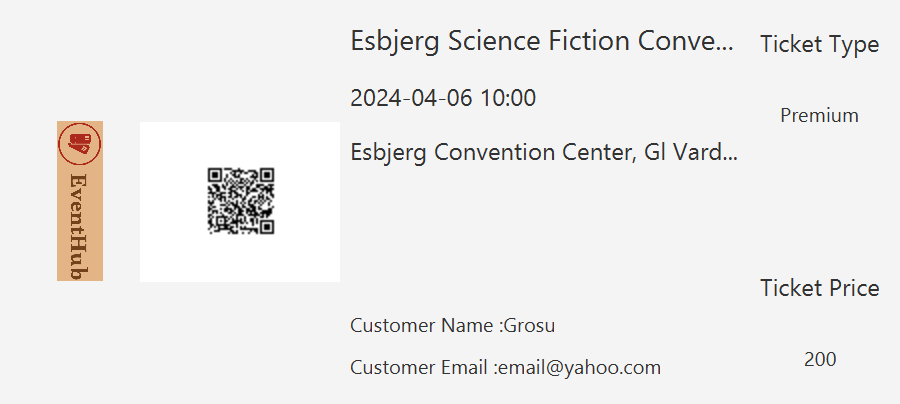 EventHub
Esbjerg Science Fiction Conve...
2024-04-06 10:00
Esbjerg Convention Center, Gl Vard...
Customer Name :Grosu
Customer Email :email@yahoo.com
Ticket Type
Premium
Ticket Price
200